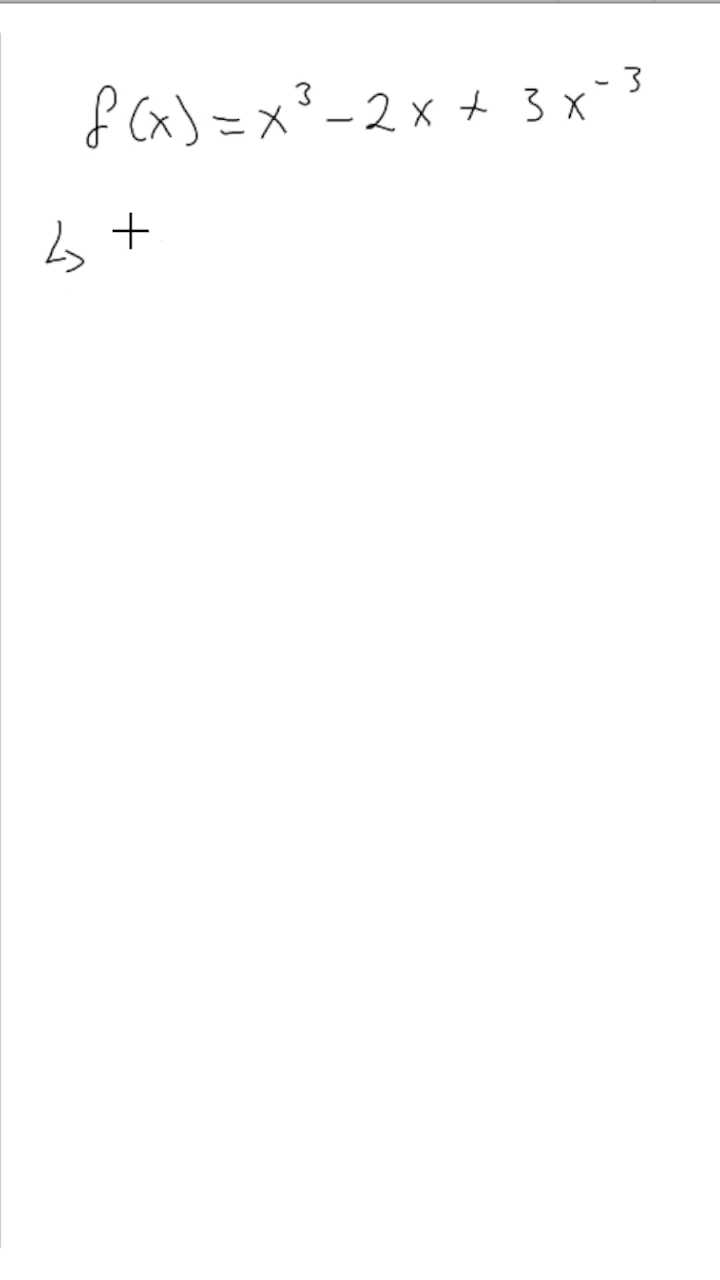 f(x) = x³ - 2x + 3x⁻³
↳ +